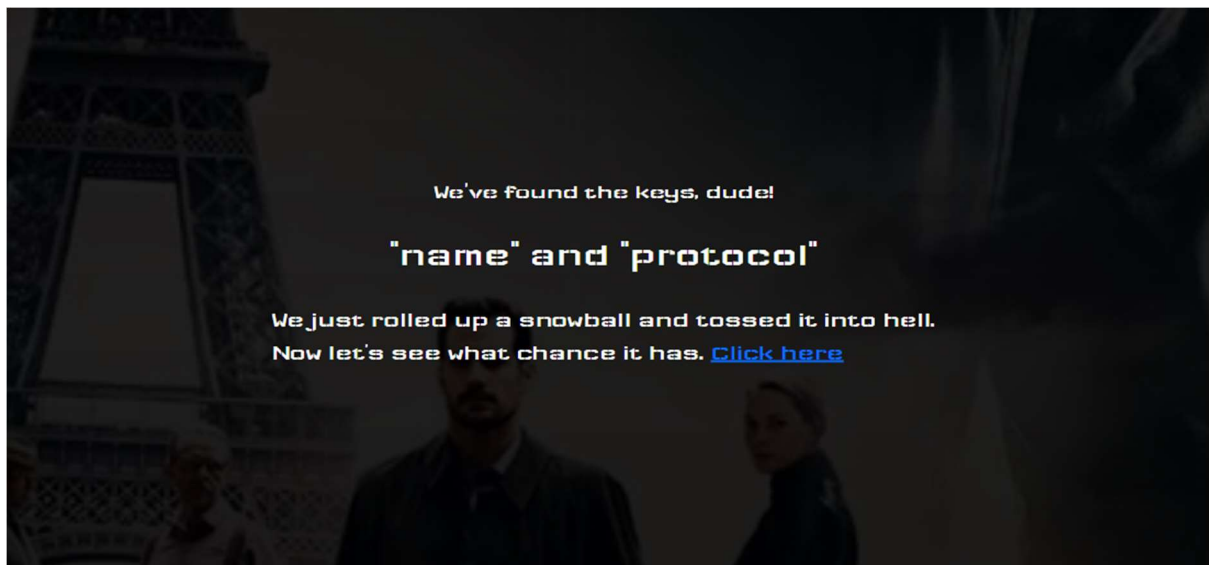 We've found the keys, dude!
"name" and "protocol"
We just rolled up a snowball and tossed it into hell.
Now let's see what chance it has. Click here